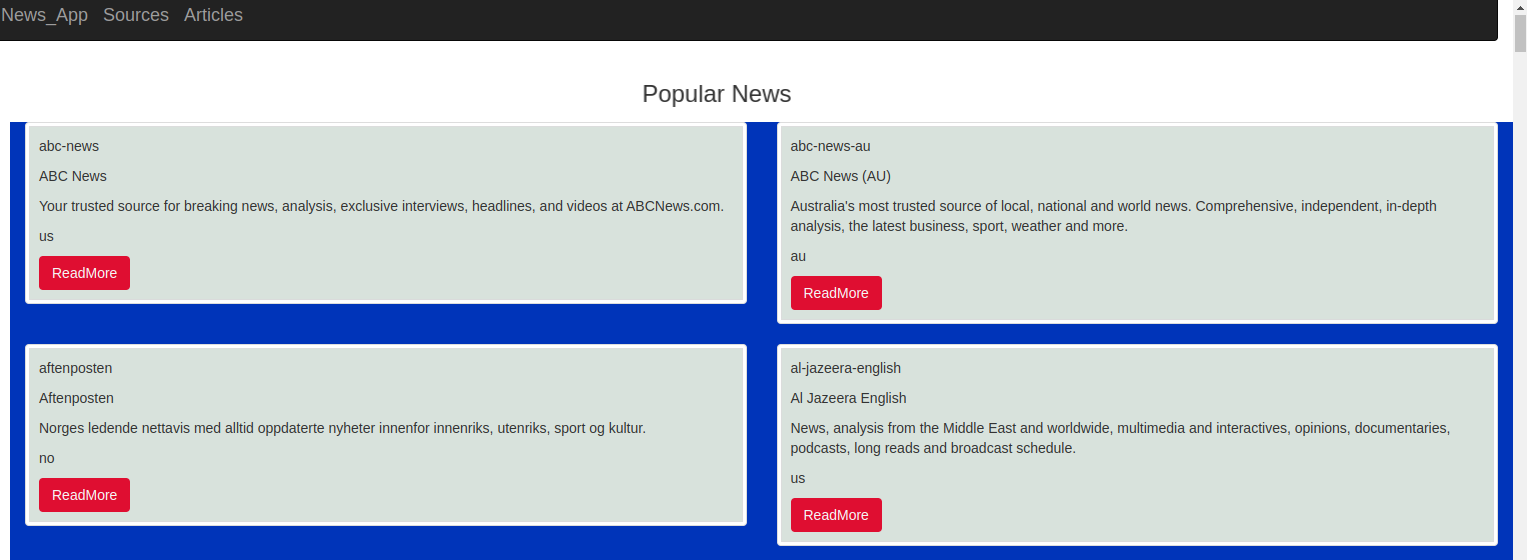 News_App Sources Articles
Popular News
abc-news
ABC News
Your trusted source for breaking news, analysis, exclusive interviews, headlines, and videos at ABCNews.com.
us
ReadMore
abc-news-au
ABC News (AU)
Australia's most trusted source of local, national and world news. Comprehensive, independent, in-depth
analysis, the latest business, sport, weather and more.
au
ReadMore
aftenposten
Aftenposten
Norges ledende nettavis med alltid oppdaterte nyheter innenfor innenriks, utenriks, sport og kultur.
no
ReadMore
al-jazeera-english
Al Jazeera English
News, analysis from the Middle East and worldwide, multimedia and interactives, opinions, documentaries,
podcasts, long reads and broadcast schedule.
us
ReadMore